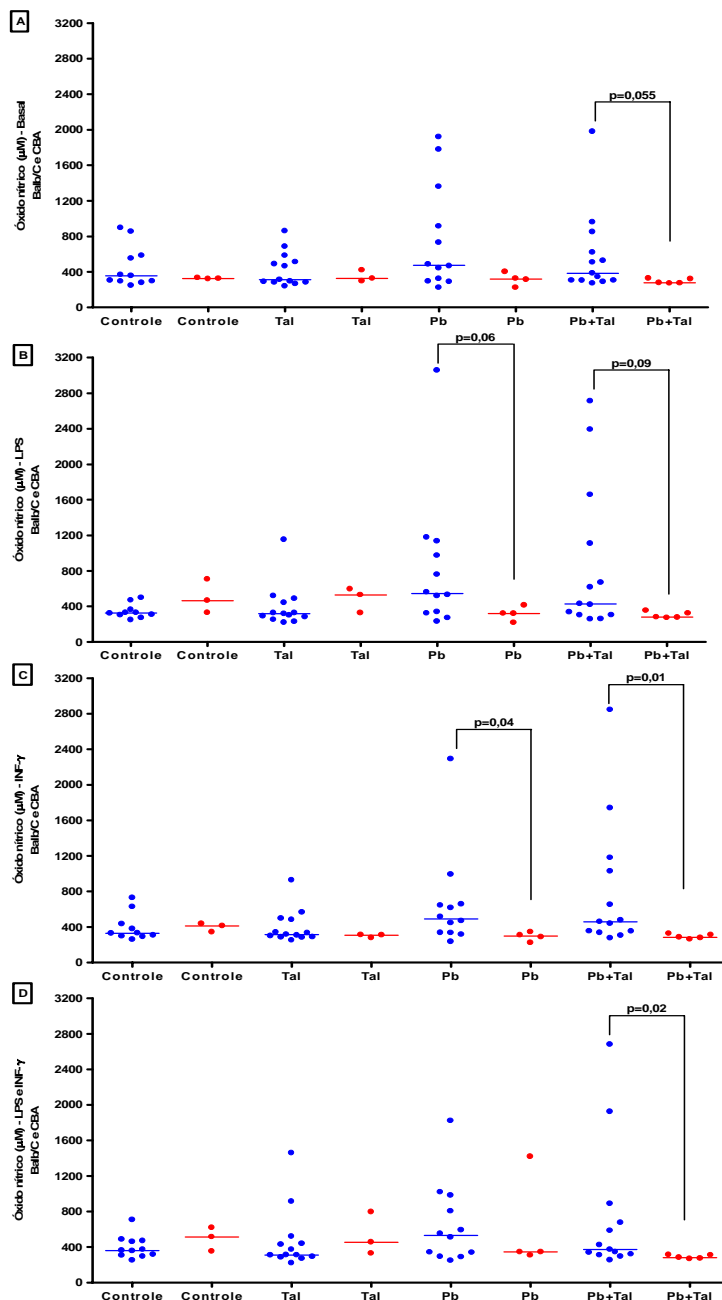 A
Óxido nítrico (µM) - Basal
Balb/C e CBA
3200
2800
2400
2000
1600
1200
800
400
0
p=0,055
Controle Controle Tal Tal Pb Pb Pb+Tal Pb+Tal
B
Óxido nítrico (µM) - LPS
Balb/C e CBA
3200
2800
2400
2000
1600
1200
800
400
0
p=0,06
p=0,09
Controle Controle Tal Tal Pb Pb Pb+Tal Pb+Tal
C
Óxido nítrico (µM) - INF-γ
Balb/C e CBA
3200
2800
2400
2000
1600
1200
800
400
0
p=0,04
p=0,01
Controle Controle Tal Tal Pb Pb Pb+Tal Pb+Tal
D
Óxido nítrico (µM) - LPS e INF-γ
Balb/C e CBA
3200
2800
2400
2000
1600
1200
800
400
0
p=0,02
Controle Controle Tal Tal Pb Pb Pb+Tal Pb+Tal